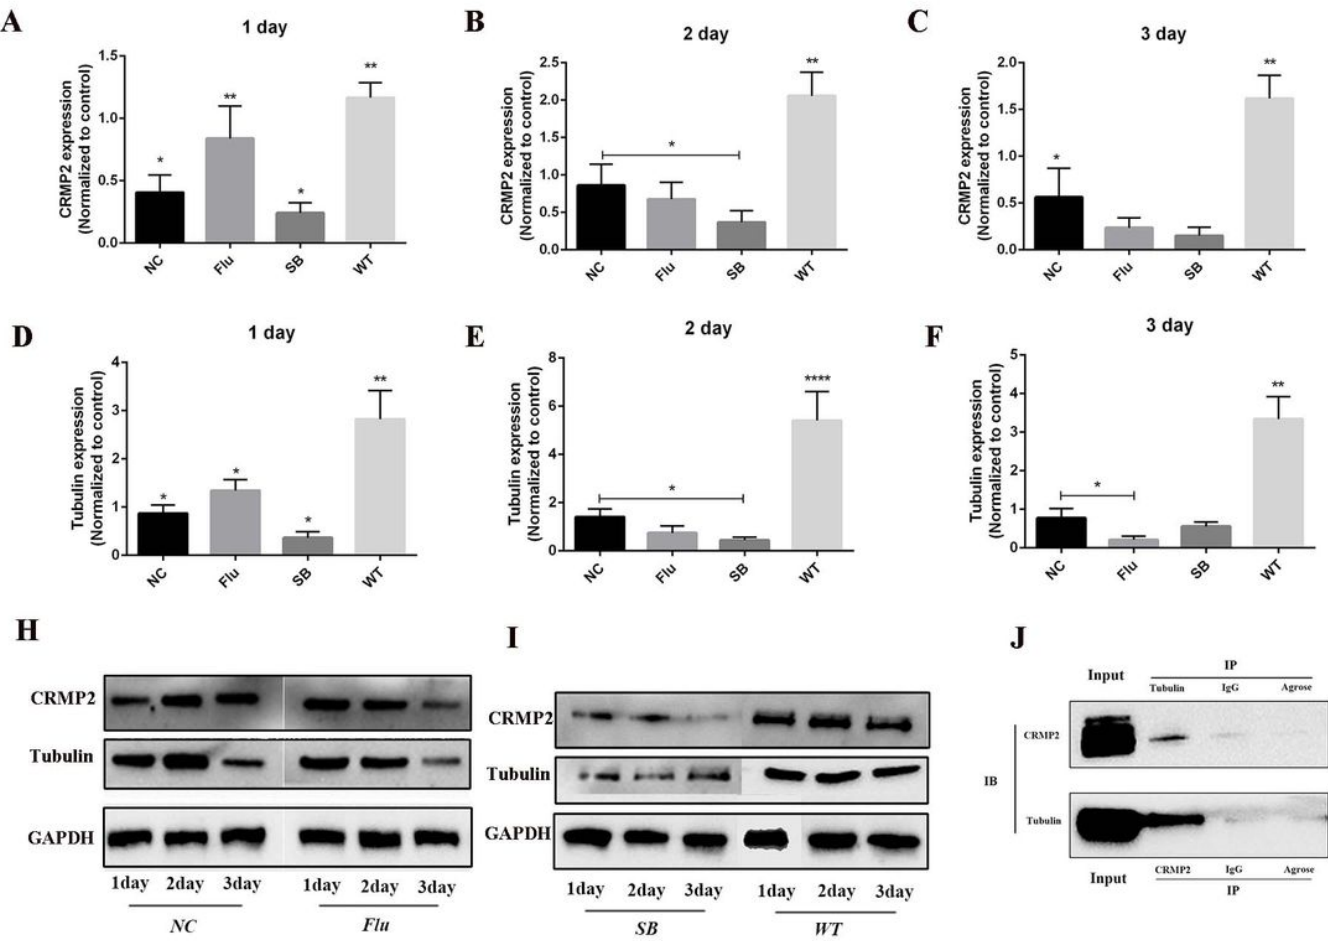 A
1 day
CRMP2 expression
(Normalized to control)
1.5
1.0
0.5
0.0
*
**
*
**
NC
Flu
SB
WT
B
2 day
CRMP2 expression
(Normalized to control)
2.5
2.0
1.5
1.0
0.5
0.0
*
**
NC
Flu
SB
WT
C
3 day
CRMP2 expression
(Normalized to control)
2.0
1.5
1.0
0.5
0.0
*
**
NC
Flu
SB
WT
D
1 day
Tubulin expression
(Normalized to control)
4
3
2
1
0
*
*
*
**
NC
Flu
SB
WT
E
2 day
Tubulin expression
(Normalized to control)
8
6
4
2
0
*
****
NC
Flu
SB
WT
F
3 day
Tubulin expression
(Normalized to control)
5
4
3
2
1
0
*
**
NC
Flu
SB
WT
H
CRMP2
Tubulin
GAPDH
1day 2day 3day 1day 2day 3day
NC Flu
I
CRMP2
Tubulin
GAPDH
1day 2day 3day 1day 2day 3day
SB WT
J
IP
Input
Tubulin IgG Agrose
CRMP2
IB
Tubulin
Input
CRMP2 IgG Agrose
IP